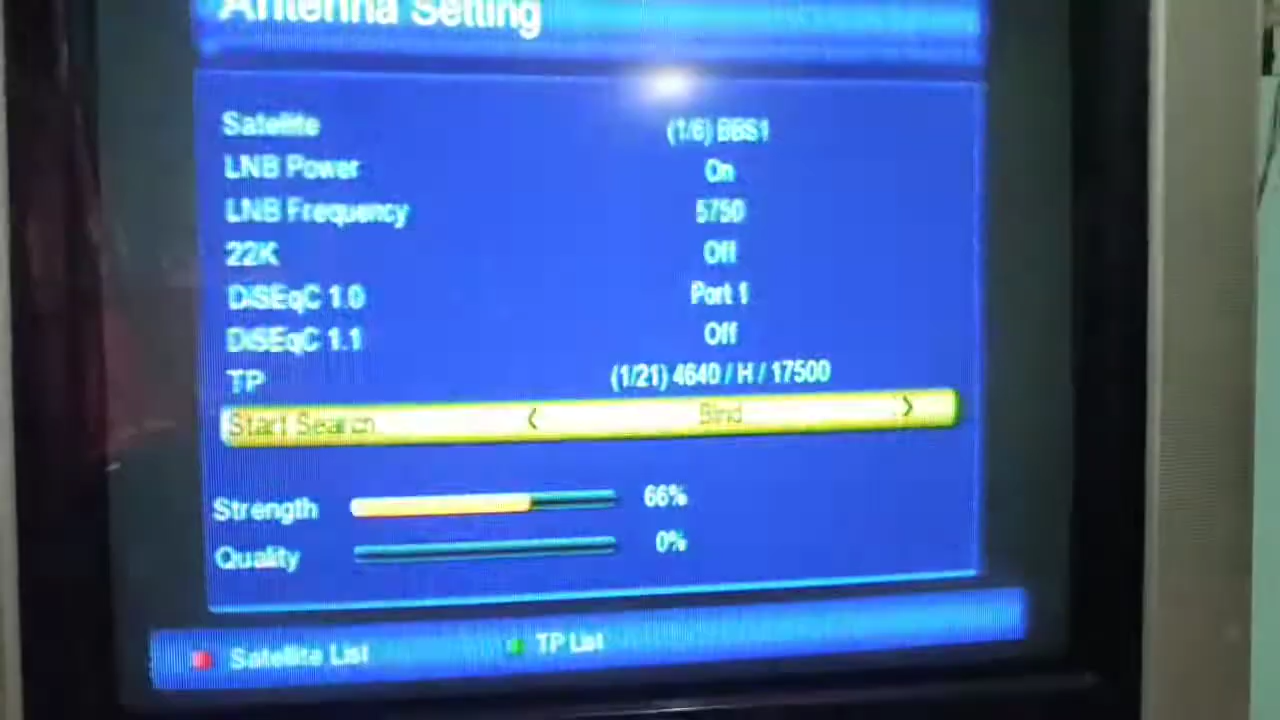 Antenna Setting
Satellite (1/6) BBS1
LNB Power On
LNB Frequency 5750
22K Off
DiSEqC 1.0 Port 1
DiSEqC 1.1 Off
TP (1/21) 4640 / H / 17500
Start Search < Blind >
Strength 66%
Quality 0%
Satellite List TP List